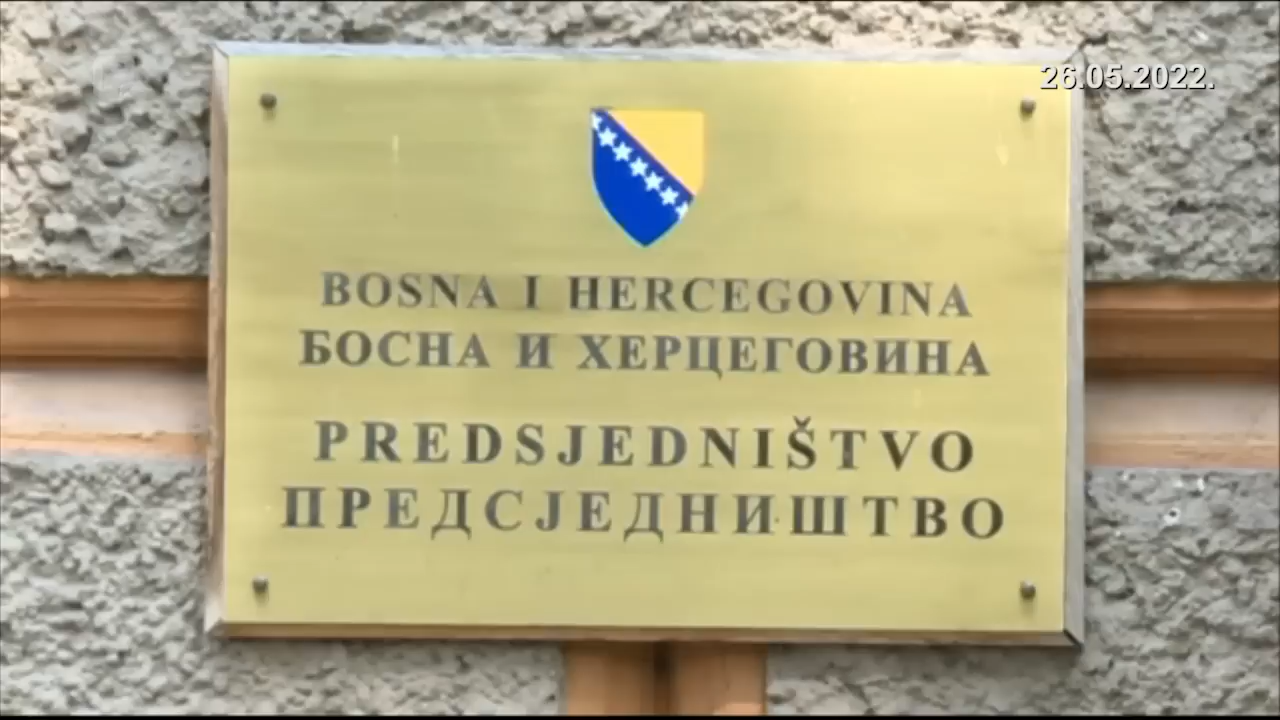 26.05.2022.
BOSNA I HERCEGOVINA
БОСНА И ХЕРЦЕГОВИНА
PREDSJEDNIŠTVO
ПРЕДСЈЕДНИШТВО